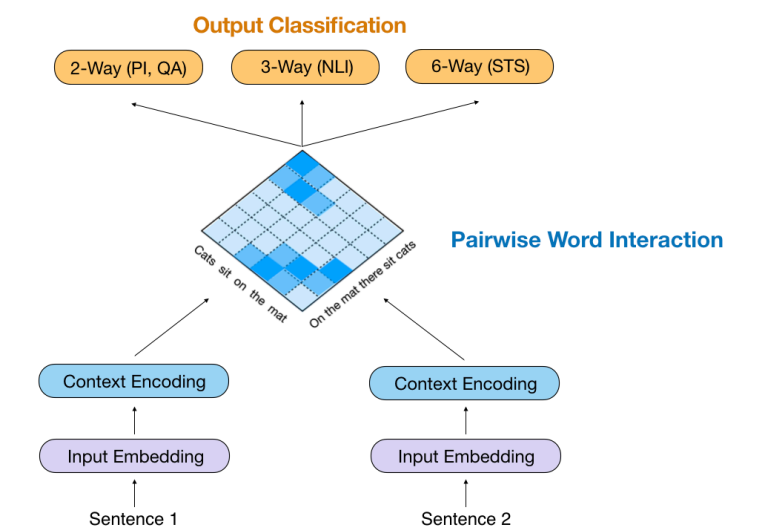 Output Classification
2-Way (PI, QA)
3-Way (NLI)
6-Way (STS)
Pairwise Word Interaction
Cats sit on the mat
On the mat there sit cats
Context Encoding
Context Encoding
Input Embedding
Input Embedding
Sentence 1
Sentence 2